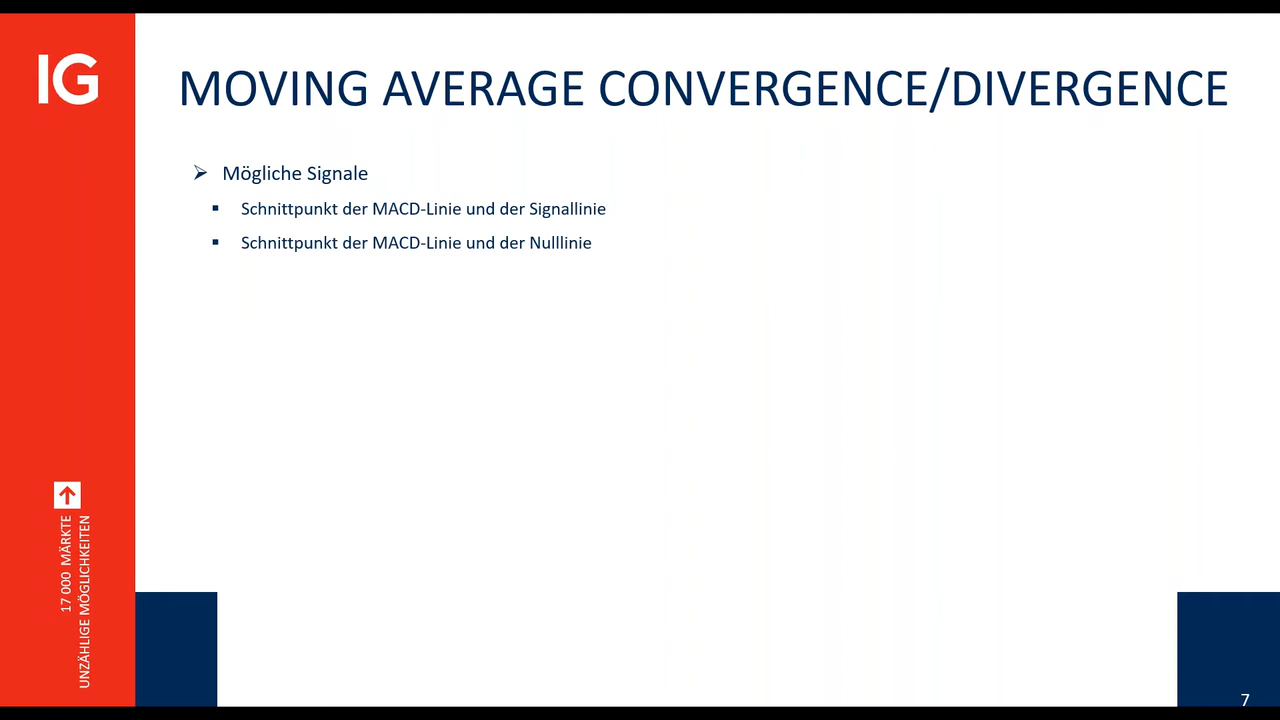 IG
MOVING AVERAGE CONVERGENCE/DIVERGENCE
➢ Mögliche Signale
▪ Schnittpunkt der MACD-Linie und der Signallinie
▪ Schnittpunkt der MACD-Linie und der Nulllinie
17 000 MÄRKTE
UNZÄHLIGE MÖGLICHKEITEN
7